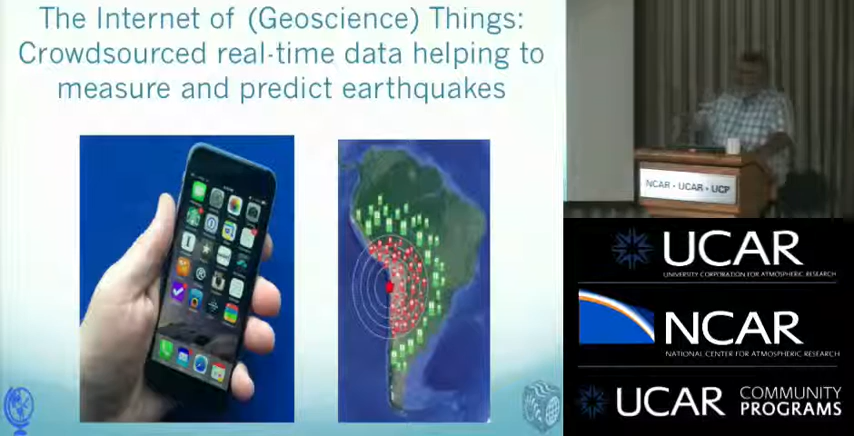 The Internet of (Geoscience) Things:
Crowdsourced real-time data helping to
measure and predict earthquakes
NCAR • UCAR • UCP
UCAR
UNIVERSITY CORPORATION FOR ATMOSPHERIC RESEARCH
NCAR
NATIONAL CENTER FOR ATMOSPHERIC RESEARCH
UCAR COMMUNITY
PROGRAMS